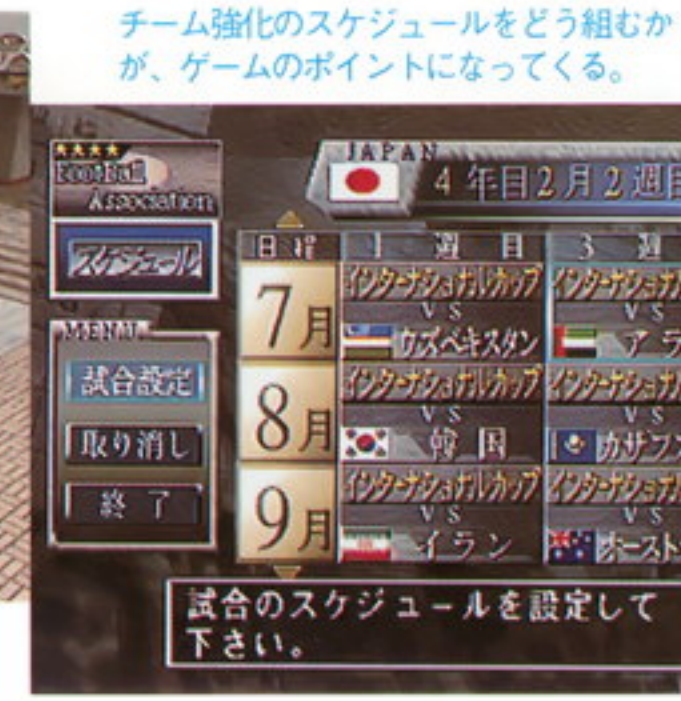 チーム強化のスケジュールをどう組むか
が、ゲームのポイントになってくる。
FootBall
Association
スケジュール
MENU
試合設定
取り消し
終了
JAPAN
4年目2月2週目
日程 1週目 3週
7月
インターナショナルカップ
VS
ウズベキスタン
インターナショナル
VS
アラ
8月
インターナショナルカップ
VS
韓国
インターナショナル
VS
カザフス
9月
インターナショナルカップ
VS
イラン
インターナショナル
VS
オースト
試合のスケジュールを設定して
下さい。